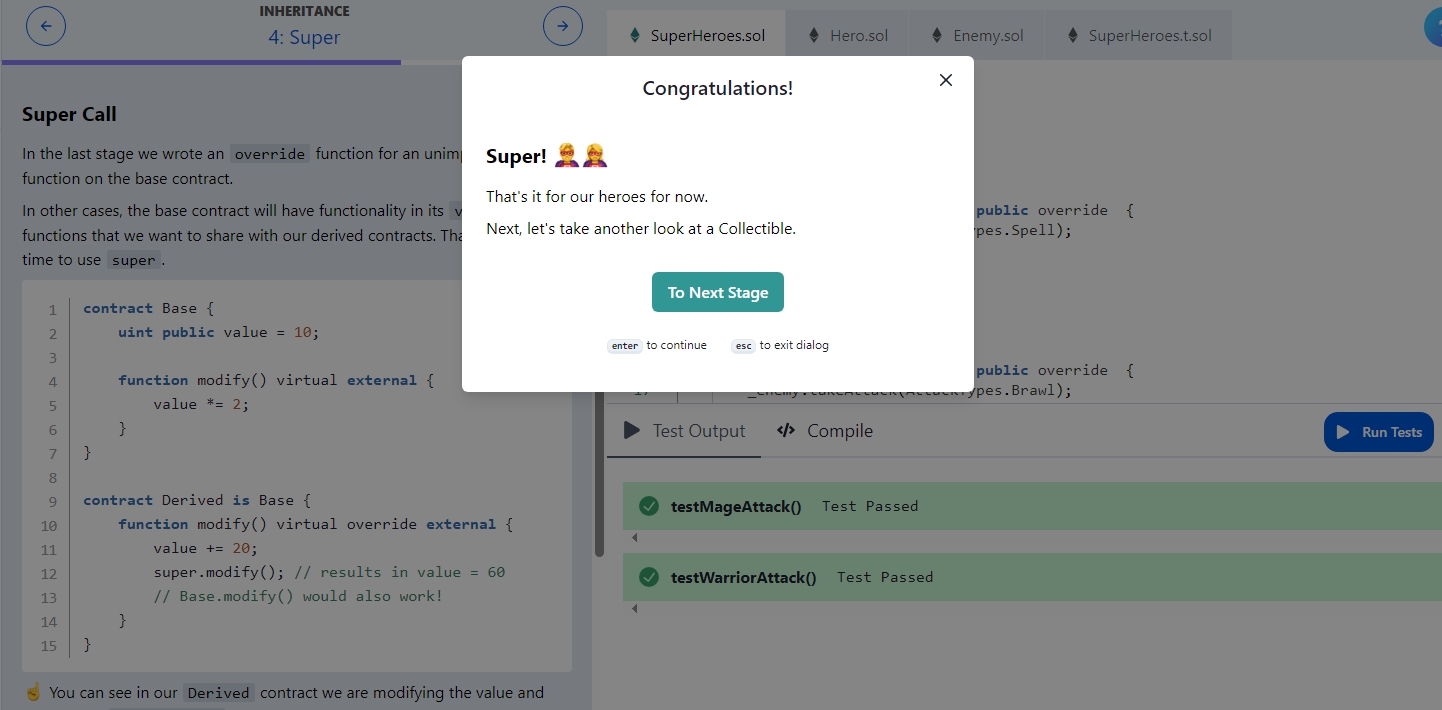 INHERITANCE
4: Super
SuperHeroes.sol
Hero.sol
Enemy.sol
SuperHeroes.t.sol
Super Call
In the last stage we wrote an override function for an
function on the base contract.
In other cases, the base contract will have functionality in its
functions that we want to share with our derived contracts.
time to use super.
1 contract Base {
2 uint public value = 10;
3
4 function modify() virtual external {
5 value *= 2;
6 }
7 }
8
9 contract Derived is Base {
10 function modify() virtual override external {
11 value += 20;
12 super.modify(); // results in value = 60
13 // Base.modify() would also work!
14 }
15 }
☝ You can see in our Derived contract we are modifying the value and
Congratulations!
Super! 🦸🦸‍♀️
That's it for our heroes for now.
Next, let's take another look at a Collectible.
To Next Stage
enter to continue
esc to exit dialog
public override {
pes.Spell);
public override {
_enemy.takeAttack(AttackTypes.Brawl);
Test Output
</> Compile
Run Tests
testMageAttack() Test Passed
testWarriorAttack() Test Passed